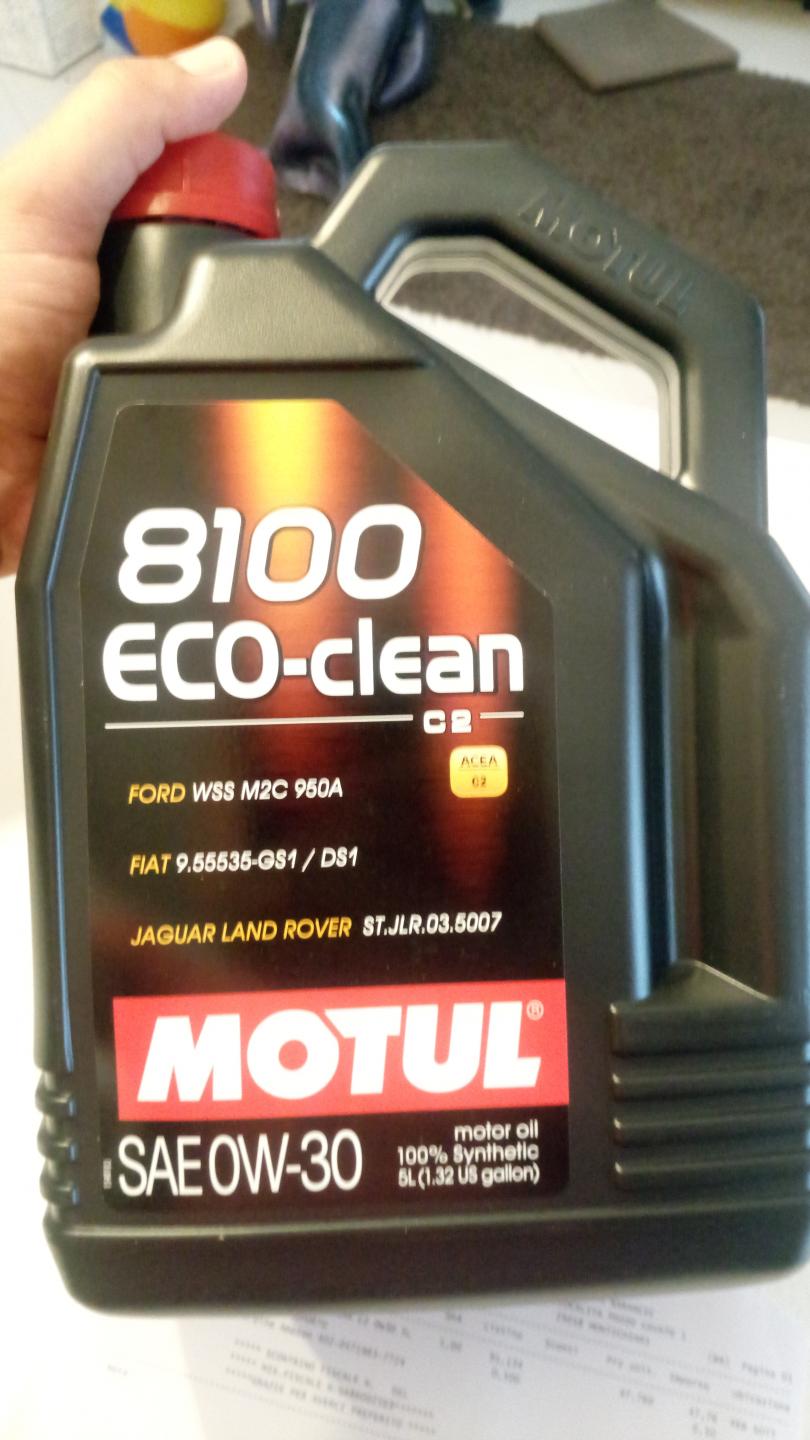 MOTUL
8100
ECO-clean
C2
ACEA
C2
FORD WSS M2C 950A
FIAT 9.55535-GS1 / DS1
JAGUAR LAND ROVER ST.JLR.03.5007
MOTUL®
SAE 0W-30
motor oil
100% Synthetic
5L (1.32 US gallon)